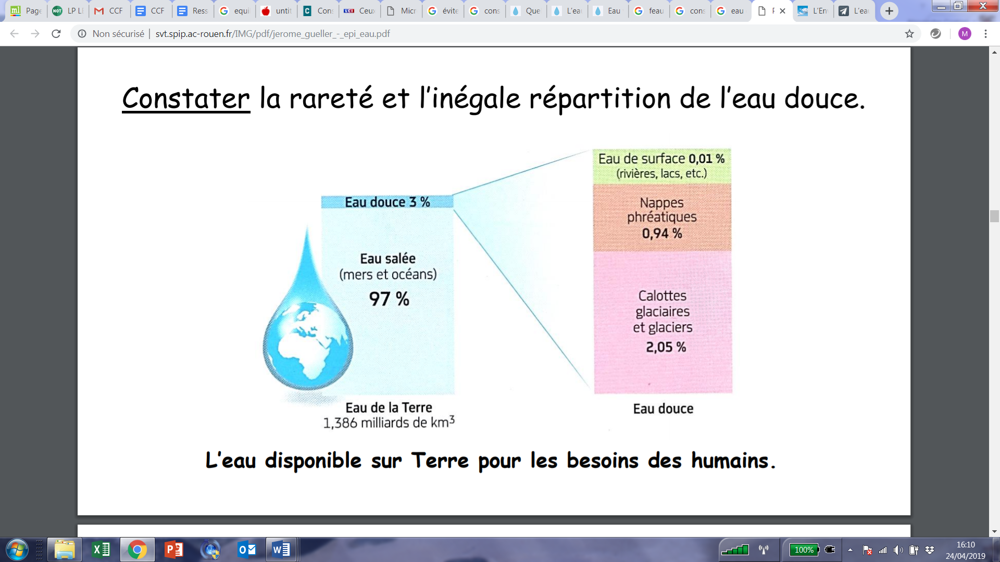 Page
LP LI
CCF
CCF
Ress
equi
untit
Cons
LCI
Ceux
Micr
évite
cons
Que
L'eau
Eau
feau
cons
eau
L'En
L'eau
Non sécurisé | svt.spip.ac-rouen.fr/IMG/pdf/jerome_gueller_-_epi_eau.pdf
M
Constater la rareté et l'inégale répartition de l'eau douce.
Eau douce 3 %
Eau salée
(mers et océans)
97 %
Eau de la Terre
1,386 milliards de km³
Eau de surface 0,01 %
(rivières, lacs, etc.)
Nappes
phréatiques
0,94 %
Calottes
glaciaires
et glaciers
2,05 %
Eau douce
L'eau disponible sur Terre pour les besoins des humains.
100%
16:10
24/04/2019